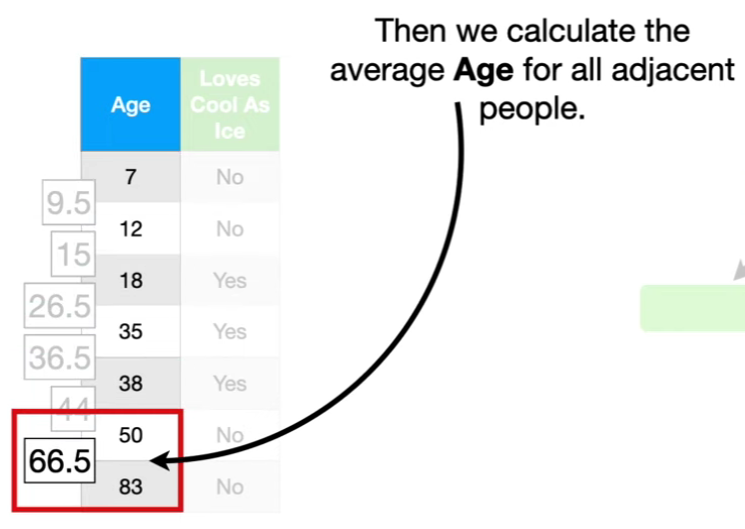 Then we calculate the
average Age for all adjacent
people.
Age
Loves
Cool As
Ice
7
No
9.5
12
No
15
18
Yes
26.5
35
Yes
36.5
38
Yes
44
50
No
66.5
83
No